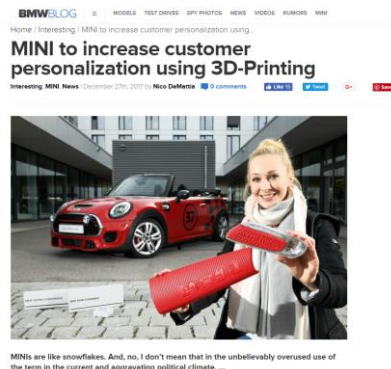 BMWBLOG
MODELS TEST DRIVES SPY PHOTOS NEWS VIDEOS RUMORS MINI
Home / Interesting / MINI to increase customer personalization using...
MINI to increase customer
personalization using 3D-Printing
Interesting, MINI, News / December 27th, 2017 by Nico DeMattia 0 comments
Like 15
Tweet
G+
Save
37
MINIs are like snowflakes. And, no, I don't mean that in the unbelievably overused use of
the term in the current and aggravating political climate. ...